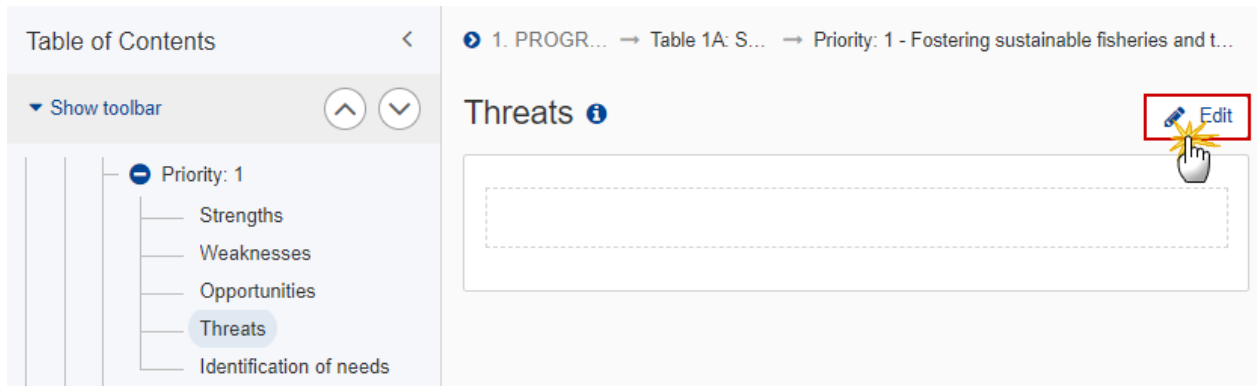 Table of Contents
Show toolbar
Priority: 1
Strengths
Weaknesses
Opportunities
Threats
Identification of needs
1. PROGR... → Table 1A: S... → Priority: 1 - Fostering sustainable fisheries and t...
Threats
Edit